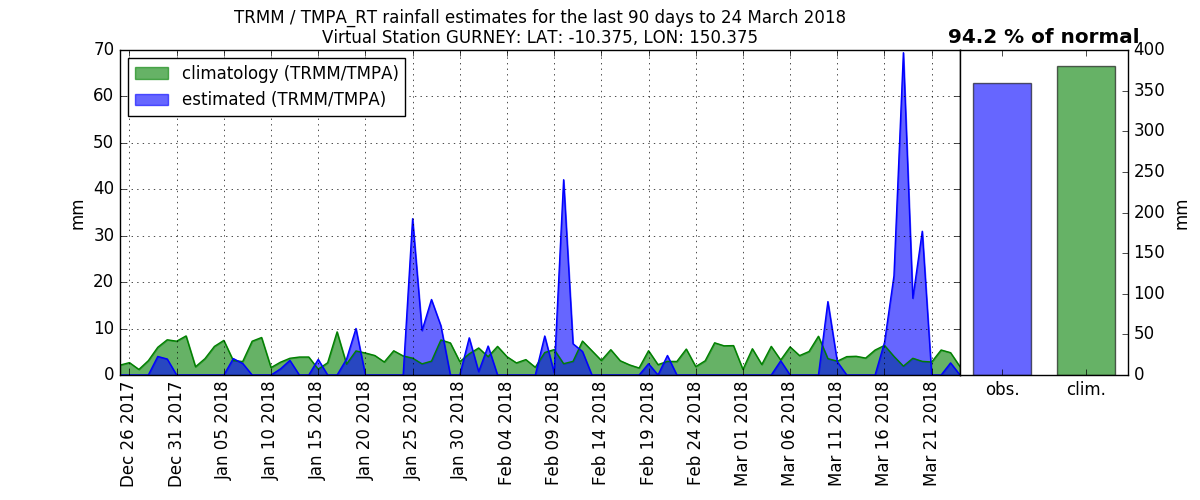 TRMM / TMPA_RT rainfall estimates for the last 90 days to 24 March 2018
Virtual Station GURNEY: LAT: -10.375, LON: 150.375
94.2 % of normal
climatology (TRMM/TMPA)
estimated (TRMM/TMPA)
70
60
50
40
30
20
10
0
mm
400
350
300
250
200
150
100
50
0
mm
Dec 26 2017
Dec 31 2017
Jan 05 2018
Jan 10 2018
Jan 15 2018
Jan 20 2018
Jan 25 2018
Jan 30 2018
Feb 04 2018
Feb 09 2018
Feb 14 2018
Feb 19 2018
Feb 24 2018
Mar 01 2018
Mar 06 2018
Mar 11 2018
Mar 16 2018
Mar 21 2018
obs.
clim.